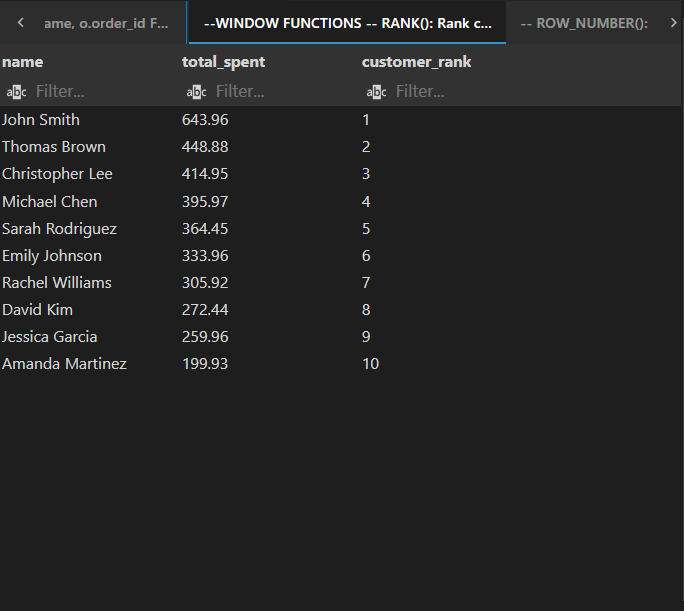 ame, o.order_id F... --WINDOW FUNCTIONS -- RANK(): Rank c... -- ROW_NUMBER():
name total_spent customer_rank
abc Filter... abc Filter... abc Filter...
John Smith 643.96 1
Thomas Brown 448.88 2
Christopher Lee 414.95 3
Michael Chen 395.97 4
Sarah Rodriguez 364.45 5
Emily Johnson 333.96 6
Rachel Williams 305.92 7
David Kim 272.44 8
Jessica Garcia 259.96 9
Amanda Martinez 199.93 10